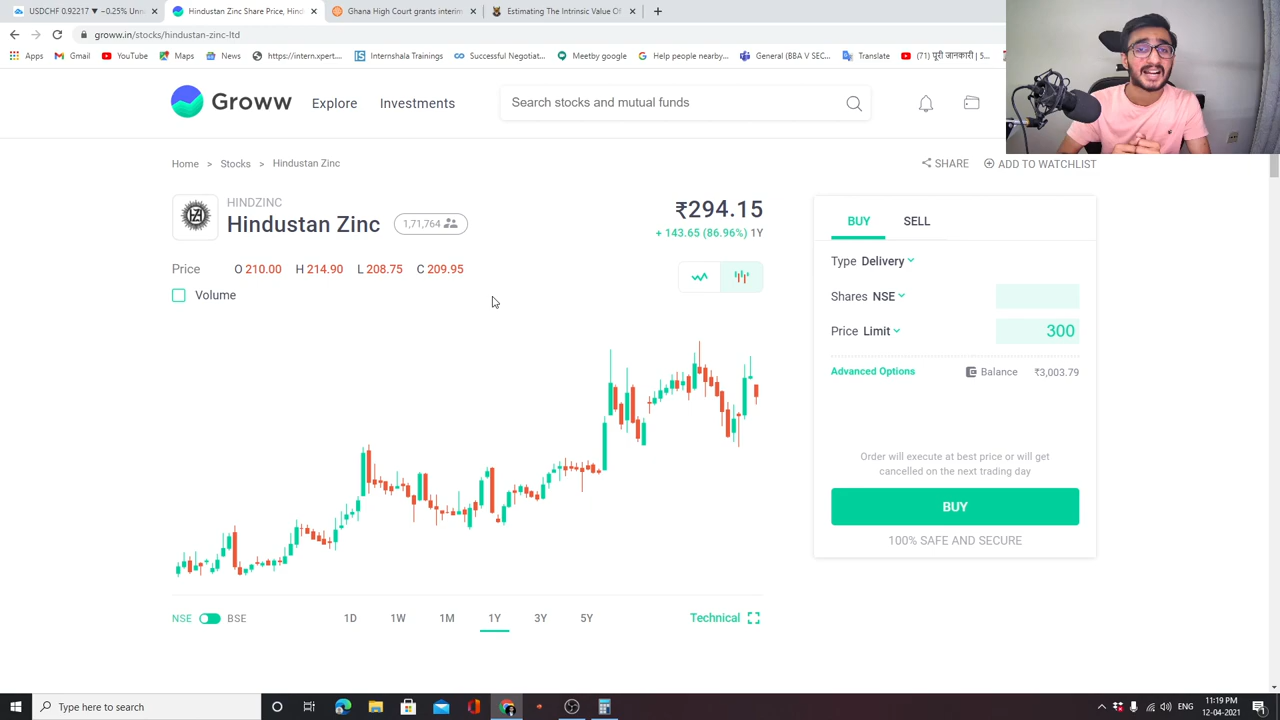 USDCHF 0.92217 ▼ −0.25% Unn
Hindustan Zinc Share Price, Hind
Ghana High Court grants interim
Estimating The Intrinsic Value Of
groww.in/stocks/hindustan-zinc-ltd
Apps
Gmail
YouTube
Maps
News
https://intern.xpert...
Internshala Trainings
Successful Negotiat...
Meetby google
Help people nearby...
General (BBA V SEC...
Translate
(71) पूरी जानकारी | 5...
Groww
Explore
Investments
Search stocks and mutual funds
Home > Stocks > Hindustan Zinc
SHARE
ADD TO WATCHLIST
HINDZINC
Hindustan Zinc
1,71,764
₹294.15
+ 143.65 (86.96%) 1Y
Price O 210.00 H 214.90 L 208.75 C 209.95
Volume
BUY
SELL
Type Delivery
Shares NSE
Price Limit
300
Advanced Options
Balance ₹3,003.79
Order will execute at best price or will get
cancelled on the next trading day
BUY
100% SAFE AND SECURE
NSE
BSE
1D
1W
1M
1Y
3Y
5Y
Technical
Type here to search
ENG
11:19 PM
12-04-2021